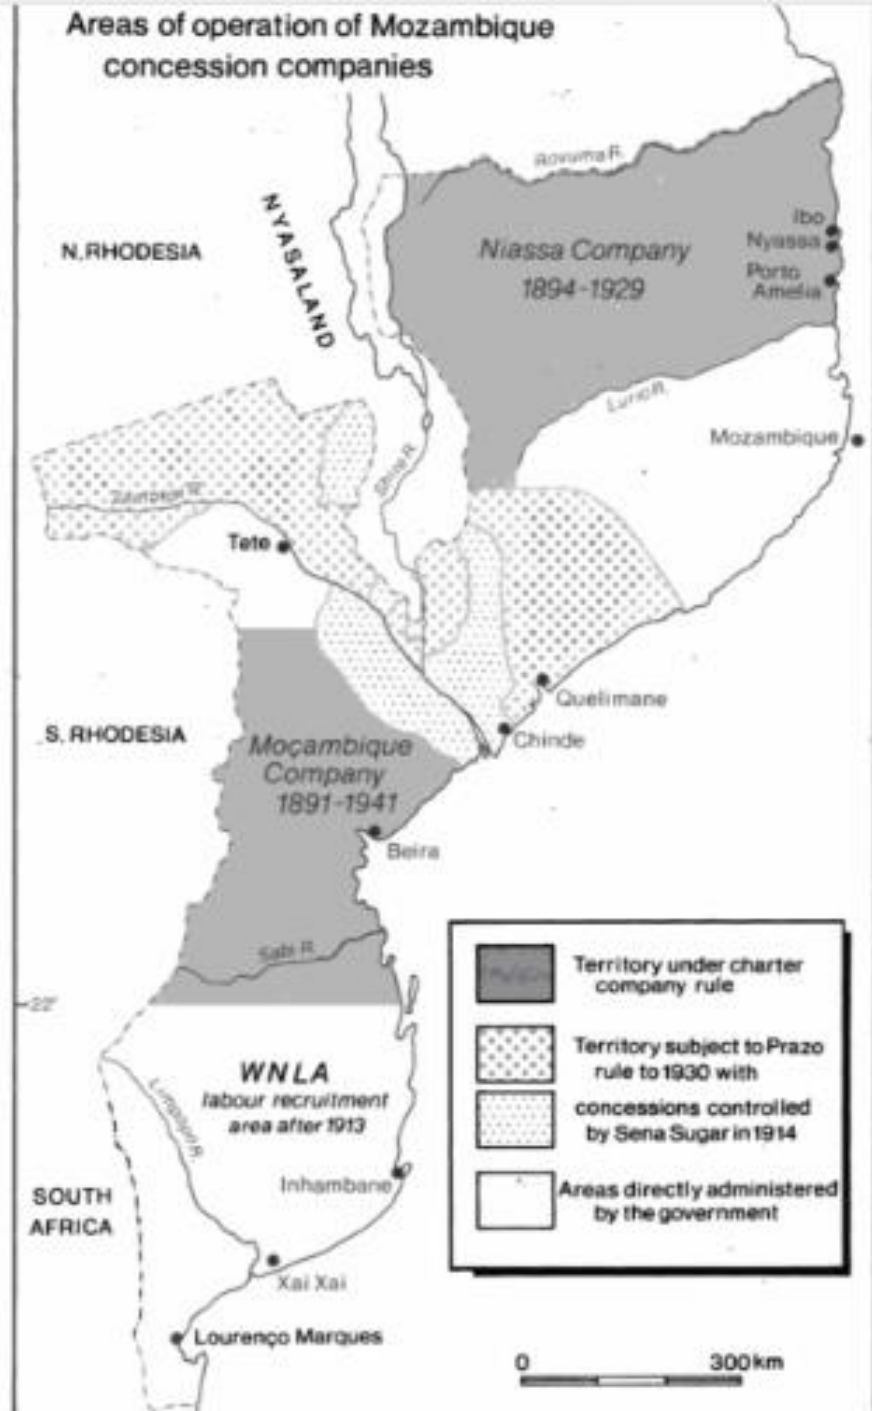 Areas of operation of Mozambique
concession companies
Rovuma R.
NYASALAND
N. RHODESIA
Niassa Company
1894-1929
Ibo
Nyassa
Porto
Amelia
Lurio R.
Mozambique
Shire R.
Zambesi R.
Tete
Quelimane
Chinde
S. RHODESIA
Moçambique
Company
1891-1941
Beira
Sabi R.
22°
WNLA
labour recruitment
area after 1913
Limpopo R.
Inhambane
SOUTH
AFRICA
Xai Xai
Lourenço Marques
Territory under charter
company rule
Territory subject to Prazo
rule to 1930 with
concessions controlled
by Sena Sugar in 1914
Areas directly administered
by the government
0 300km